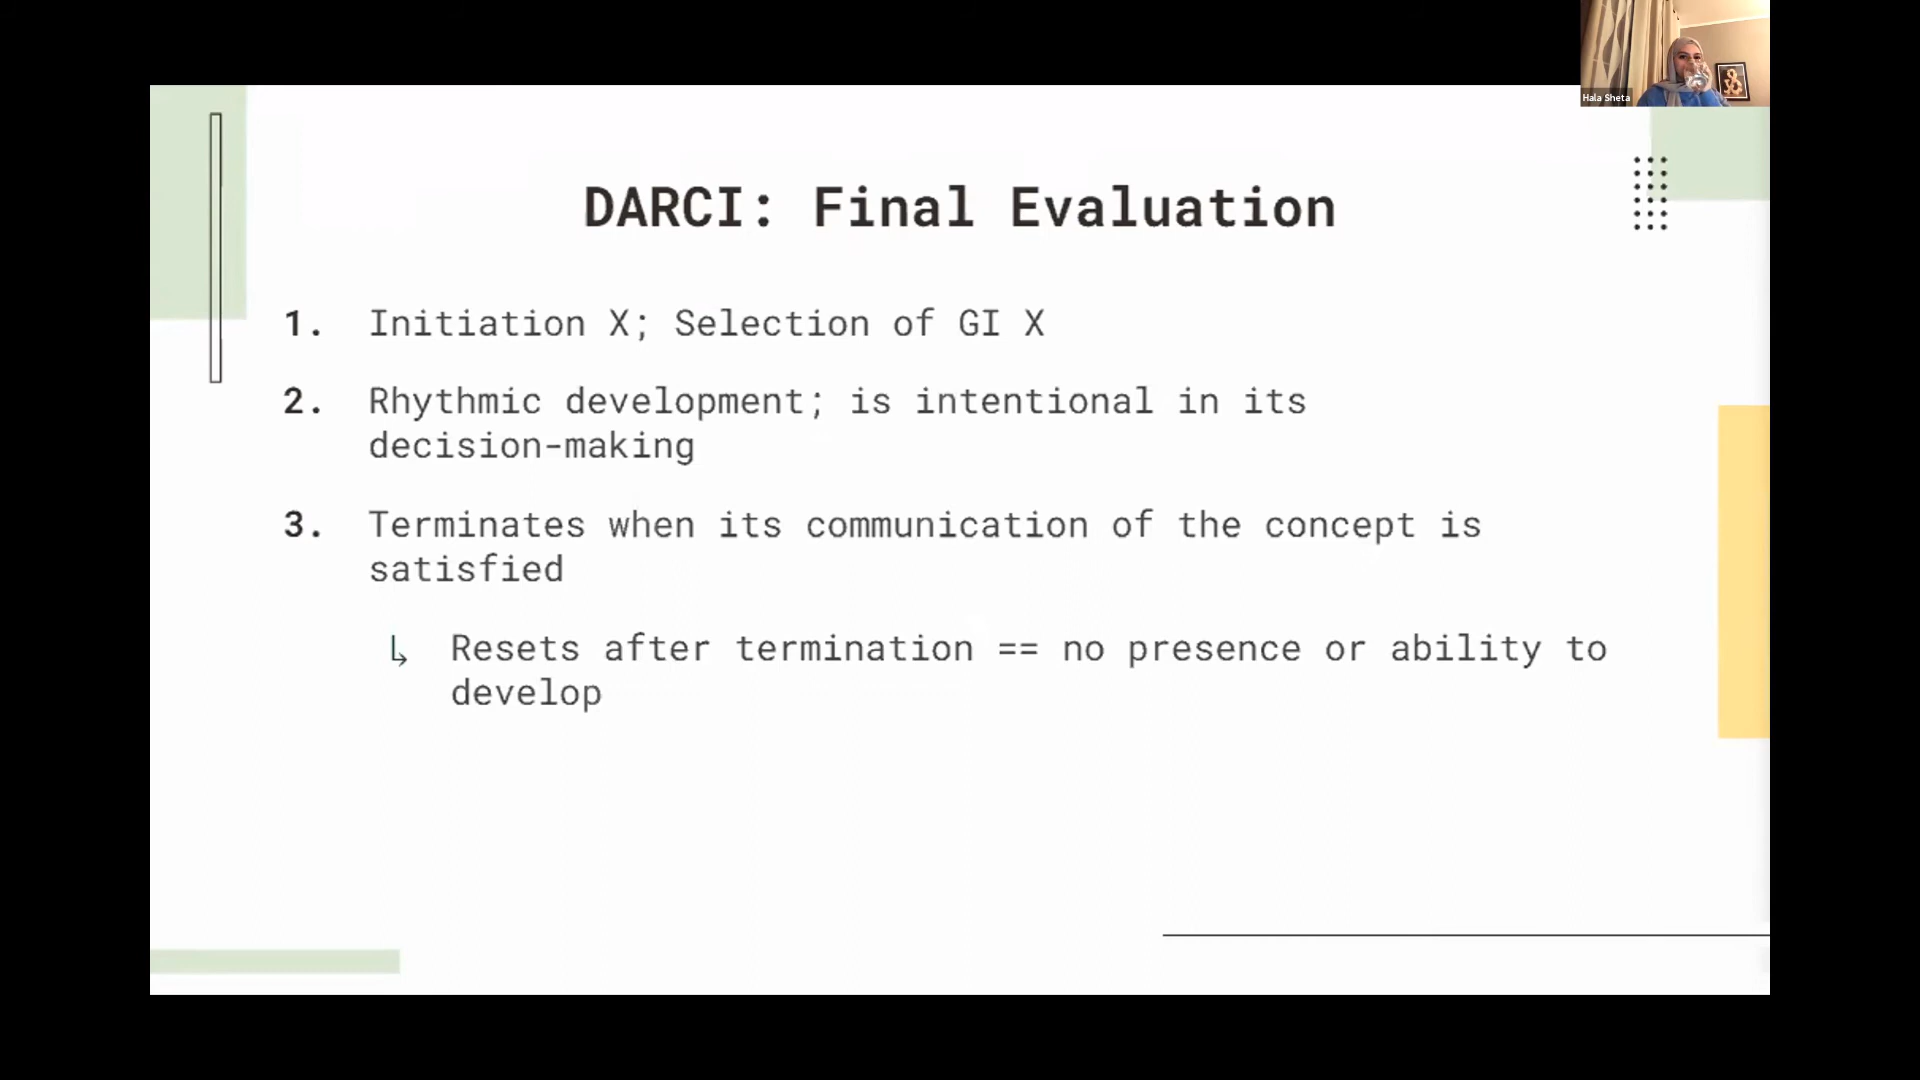 Hala Sheta
DARCI: Final Evaluation
1. Initiation X; Selection of GI X
2. Rhythmic development; is intentional in its
decision-making
3. Terminates when its communication of the concept is
satisfied
↳ Resets after termination == no presence or ability to
develop